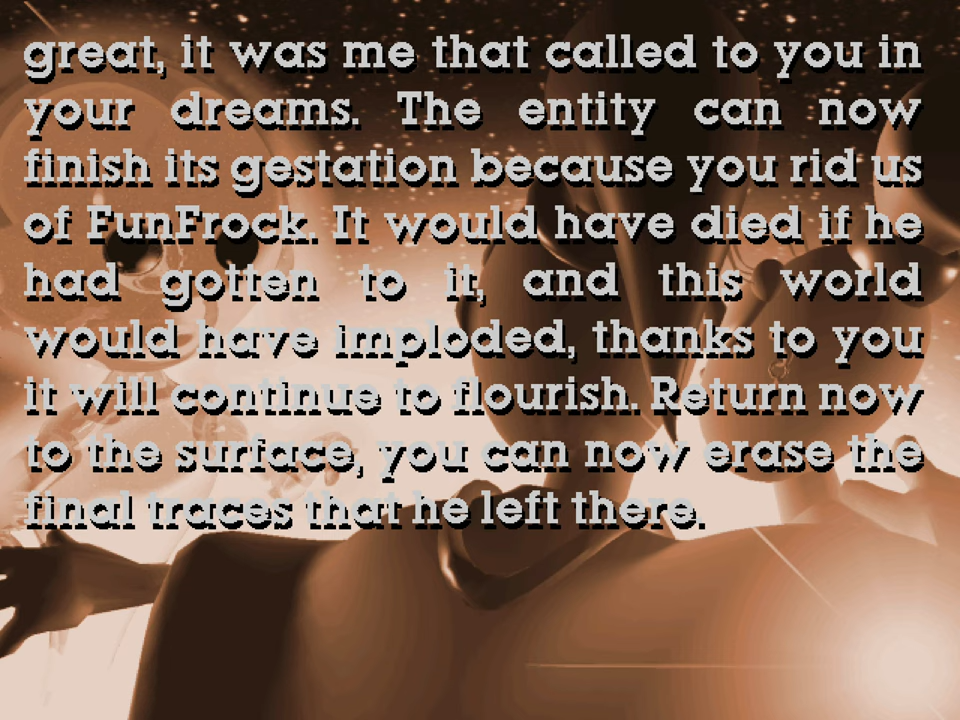 great, it was me that called to you in
your dreams. The entity can now
finish its gestation because you rid us
of FunFrock. It would have died if he
had gotten to it, and this world
would have imploded, thanks to you
it will continue to flourish. Return now
to the surface, you can now erase the
final traces that he left there.